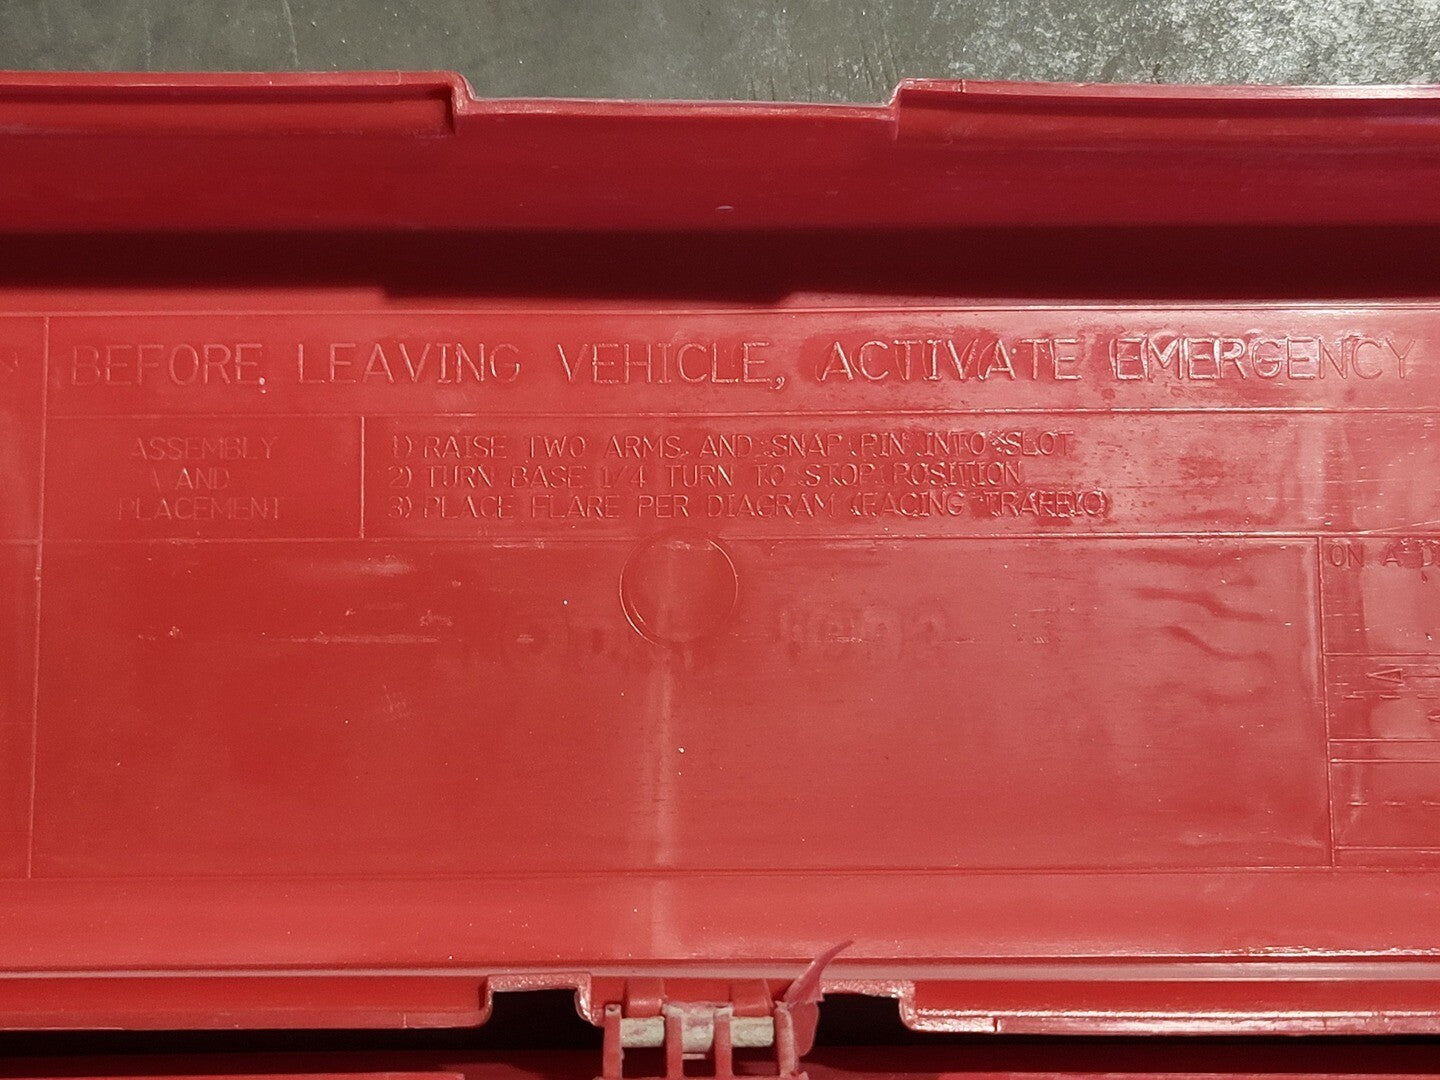 BEFORE LEAVING VEHICLE, ACTIVATE EMERGENCY
ASSEMBLY
AND
PLACEMENT
1) RAISE TWO ARMS AND SNAP PIN INTO SLOT
2) TURN BASE 1/4 TURN TO STOP POSITION
3) PLACE FLARE PER DIAGRAM (FACING TRAFFIC)
ON A